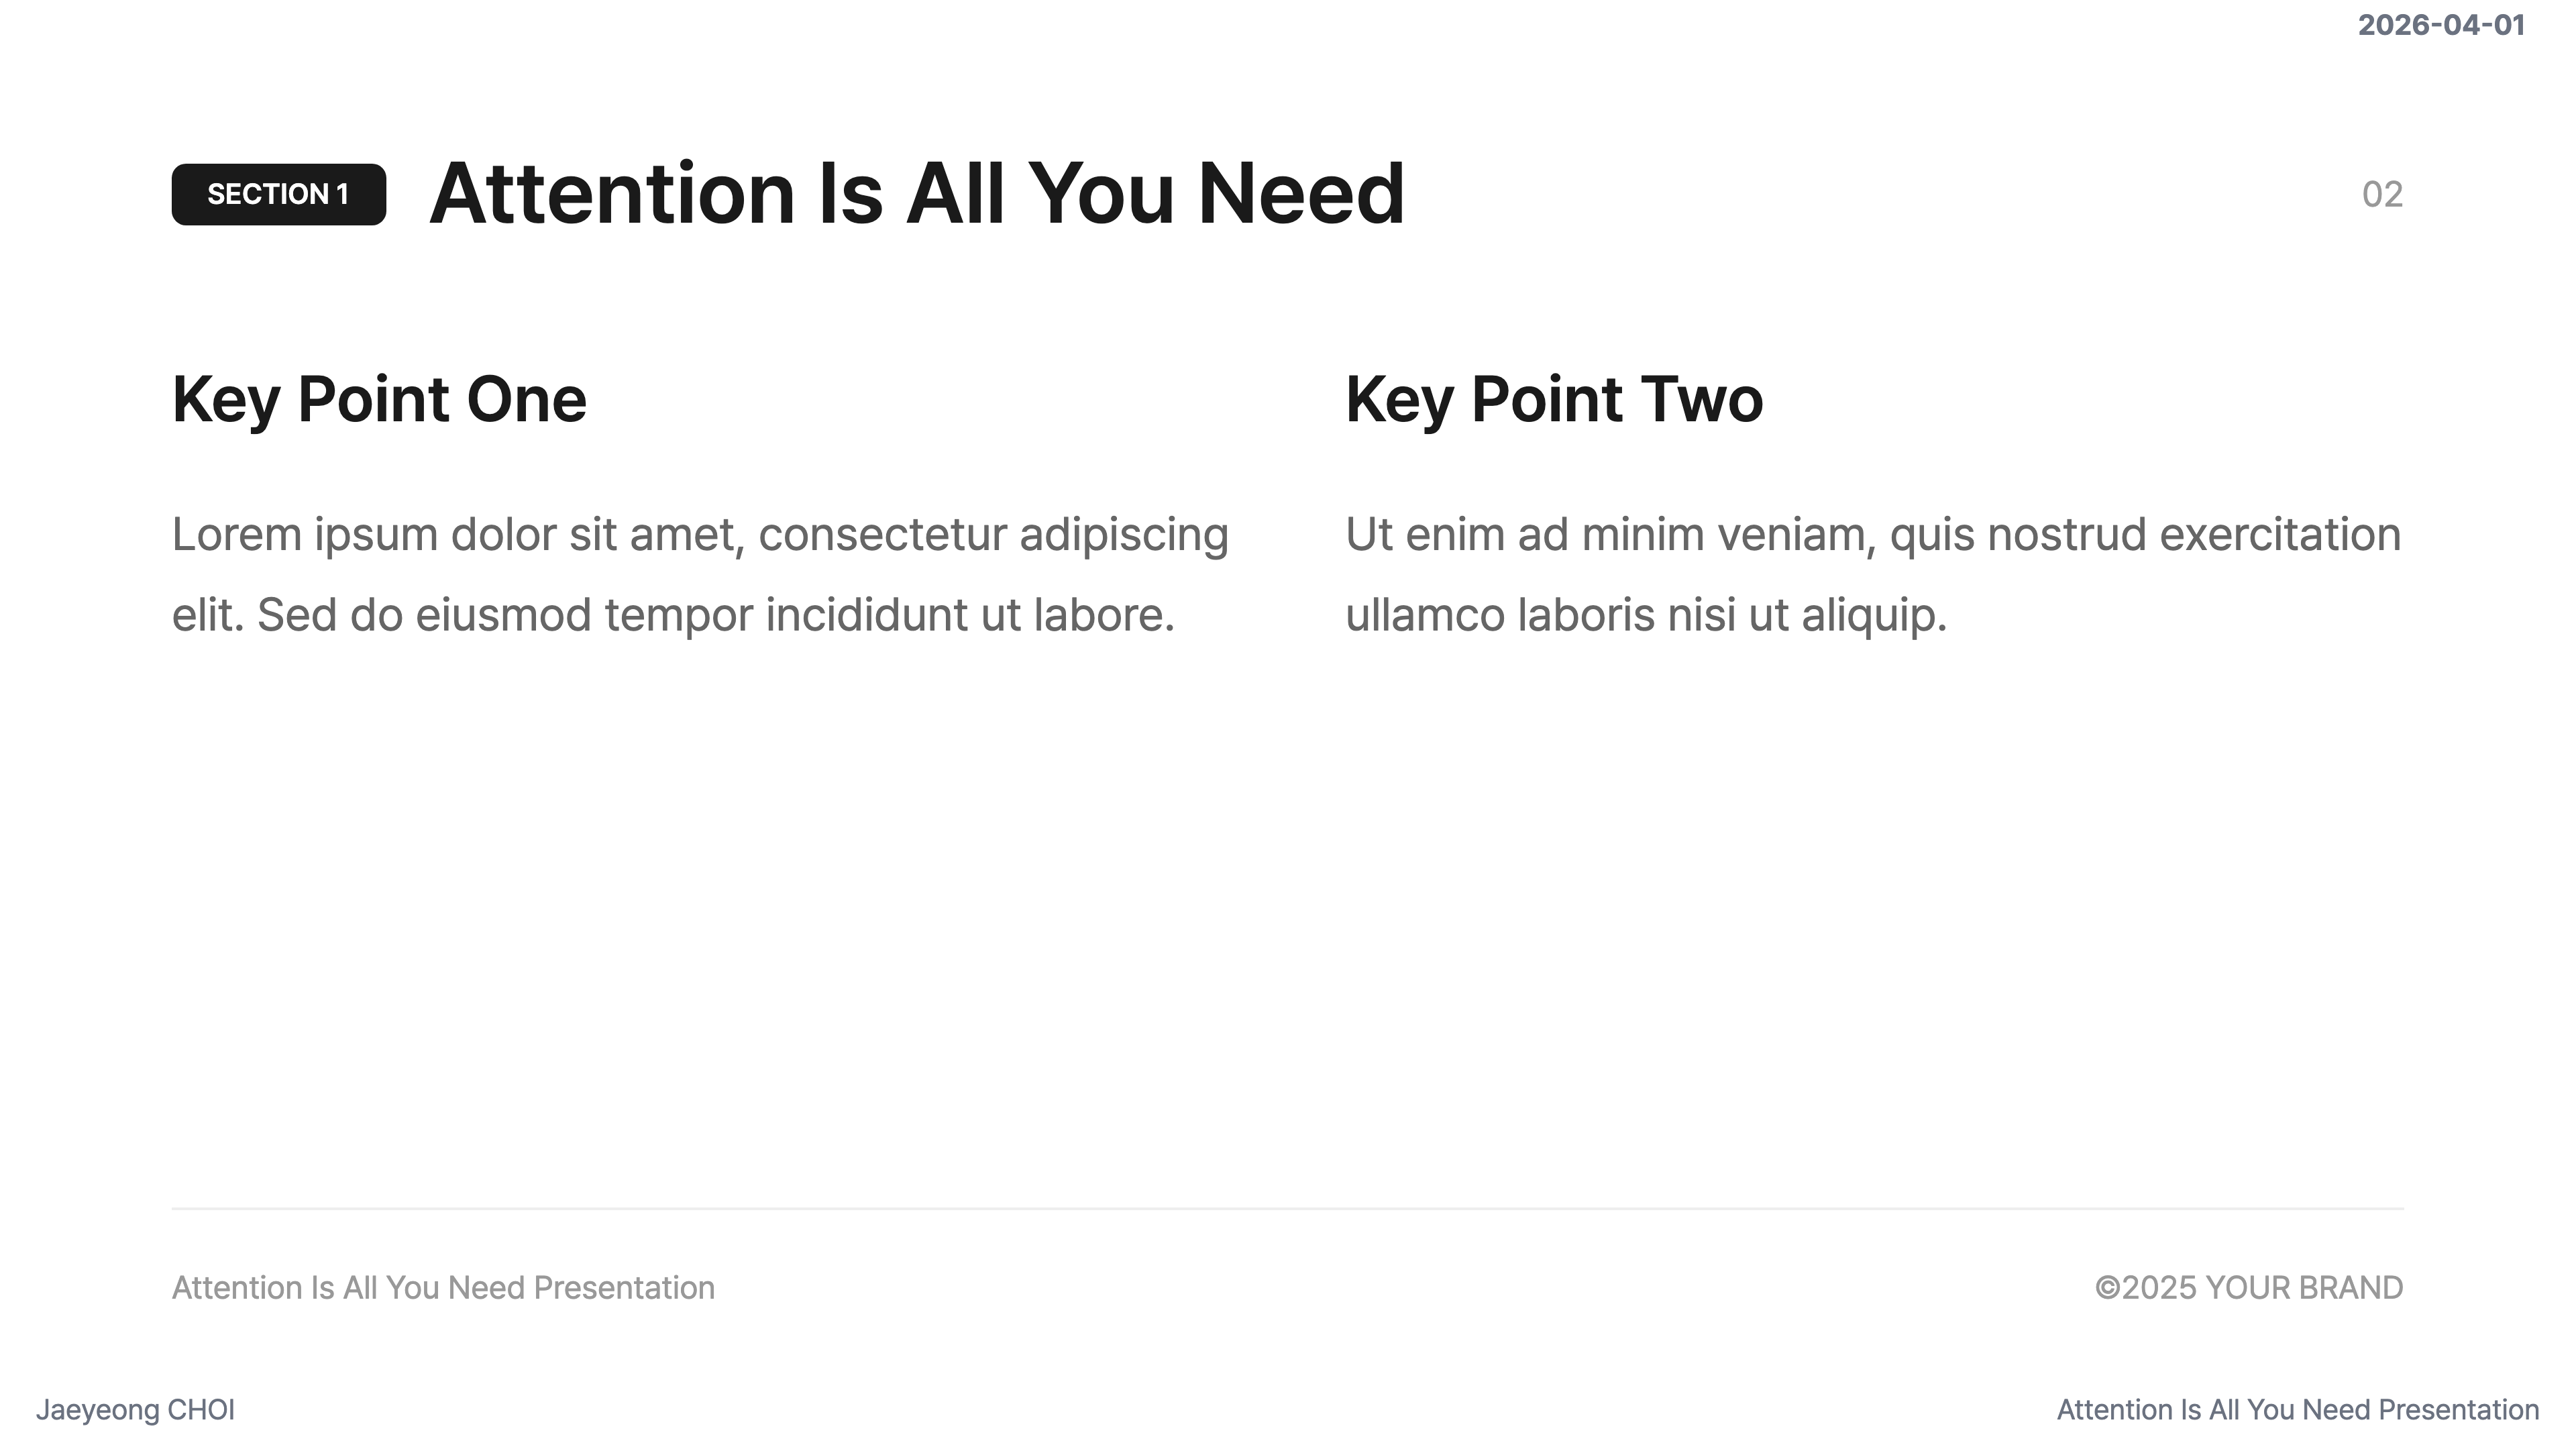 2026-04-01
SECTION 1
Attention Is All You Need
02
Key Point One
Lorem ipsum dolor sit amet, consectetur adipiscing
elit. Sed do eiusmod tempor incididunt ut labore.
Key Point Two
Ut enim ad minim veniam, quis nostrud exercitation
ullamco laboris nisi ut aliquip.
Attention Is All You Need Presentation
©2025 YOUR BRAND
Jaeyeong CHOI
Attention Is All You Need Presentation